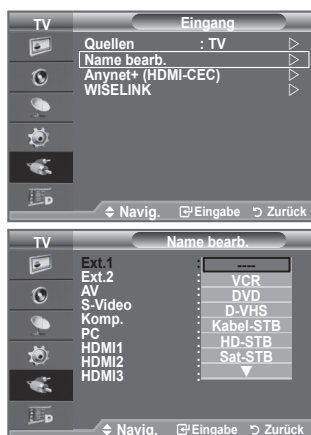 TV Eingang
Quellen : TV
Name bearb.
Anynet+ (HDMI-CEC)
WISELINK
Navig. Eingabe Zurück
TV Name bearb.
Ext.1 : ----
Ext.2 : VCR
AV : DVD
S-Video : D-VHS
Komp. : Kabel-STB
PC : HD-STB
HDMI1 : Sat-STB
HDMI2 :
HDMI3 :
Navig. Eingabe Zurück